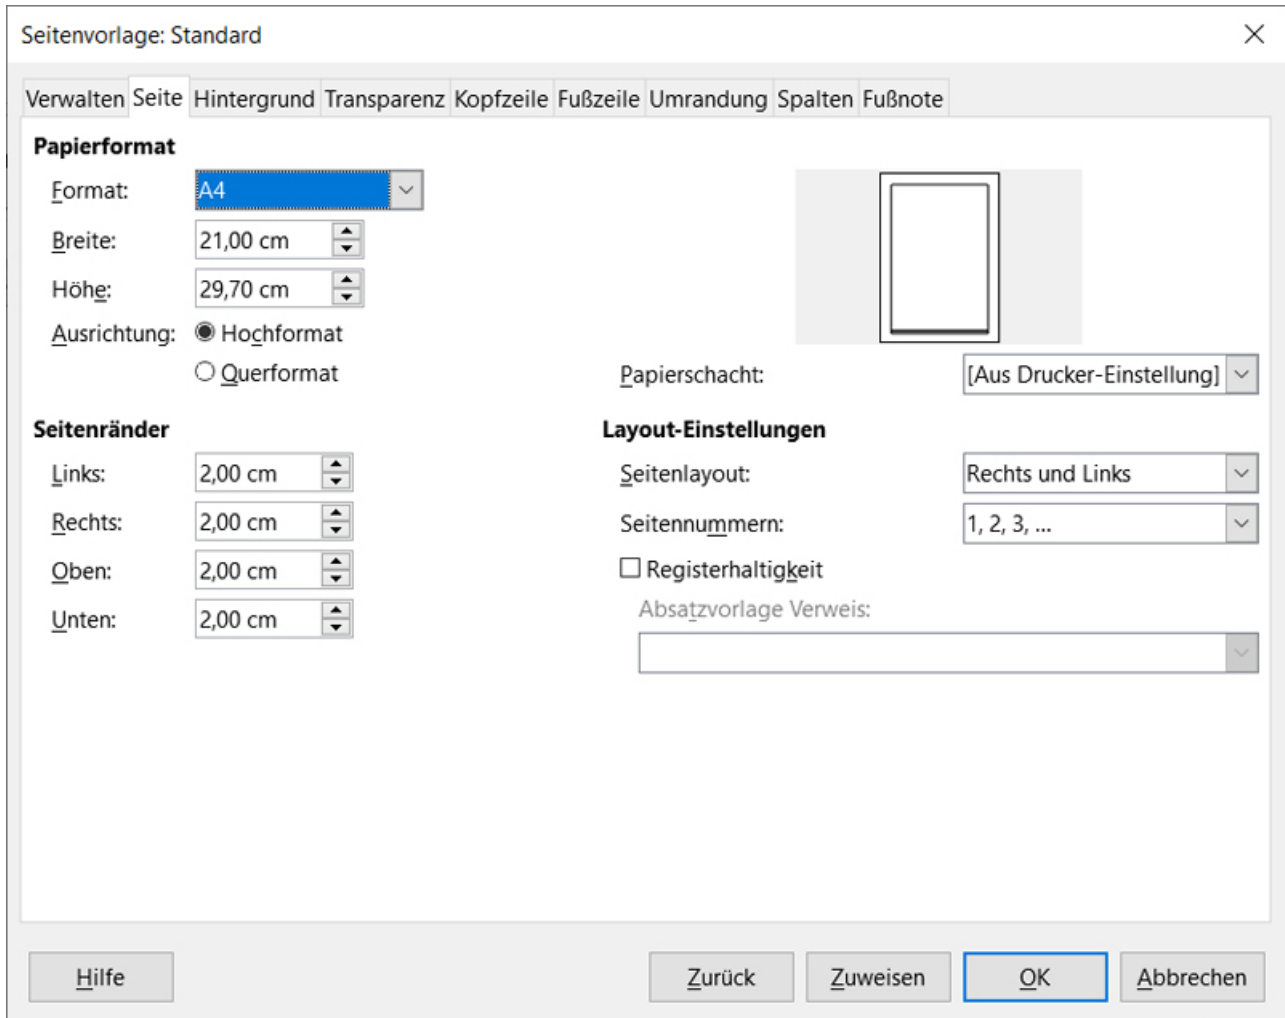 Seitenvorlage: Standard
Verwalten Seite Hintergrund Transparenz Kopfzeile Fußzeile Umrandung Spalten Fußnote
Papierformat
Format: A4
Breite: 21,00 cm
Höhe: 29,70 cm
Ausrichtung: Hochformat
Querformat
Papierschacht: [Aus Drucker-Einstellung]
Seitenränder
Links: 2,00 cm
Rechts: 2,00 cm
Oben: 2,00 cm
Unten: 2,00 cm
Layout-Einstellungen
Seitenlayout: Rechts und Links
Seitennummern: 1, 2, 3, ...
Registerhaltigkeit
Absatzvorlage Verweis:
Hilfe Zurück Zuweisen OK Abbrechen